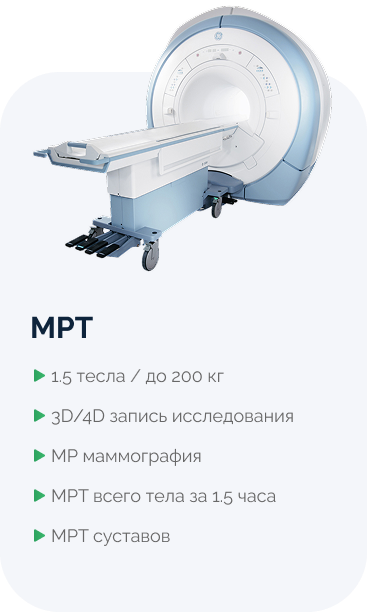 МРТ
1.5 тесла / до 200 кг
3D/4D запись исследования
МР маммография
МРТ всего тела за 1.5 часа
МРТ суставов